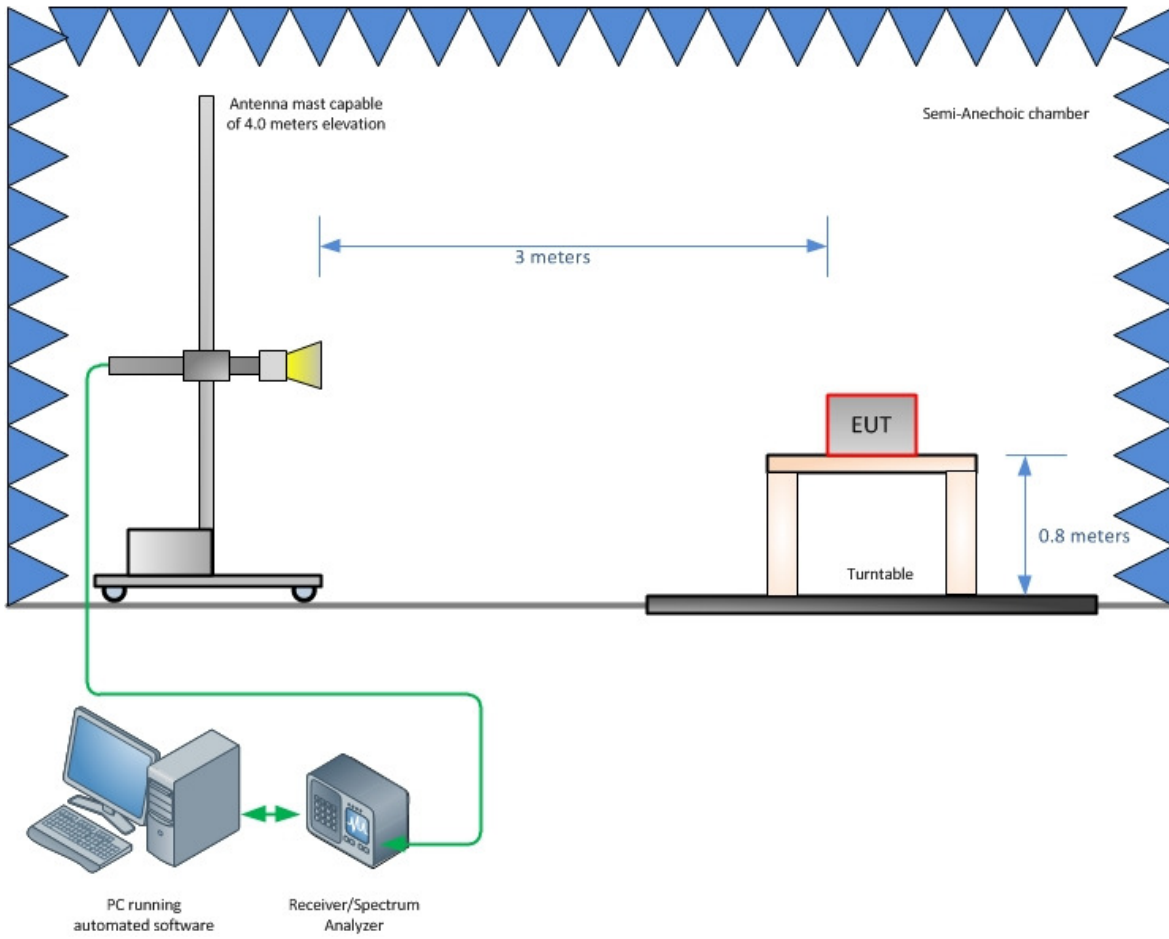 Antenna mast capable
of 4.0 meters elevation
Semi-Anechoic chamber
3 meters
EUT
0.8 meters
Turntable
PC running
automated software
Receiver/Spectrum
Analyzer